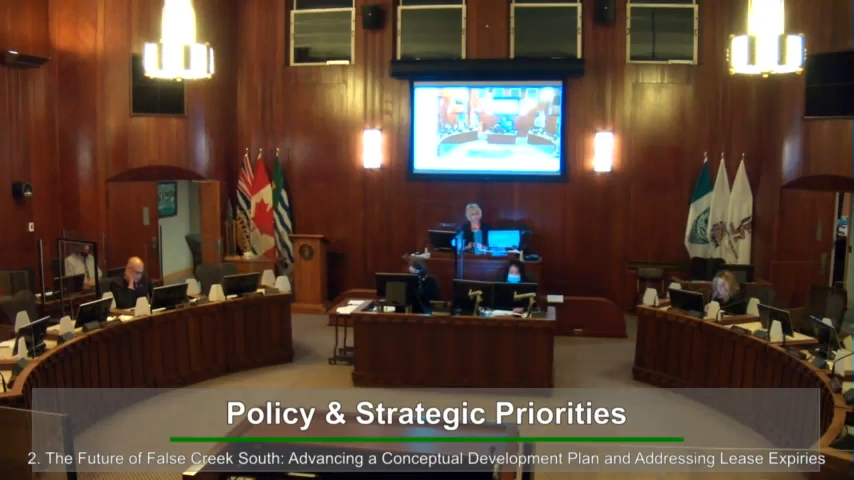 Policy & Strategic Priorities
2. The Future of False Creek South: Advancing a Conceptual Development Plan and Addressing Lease Expiries